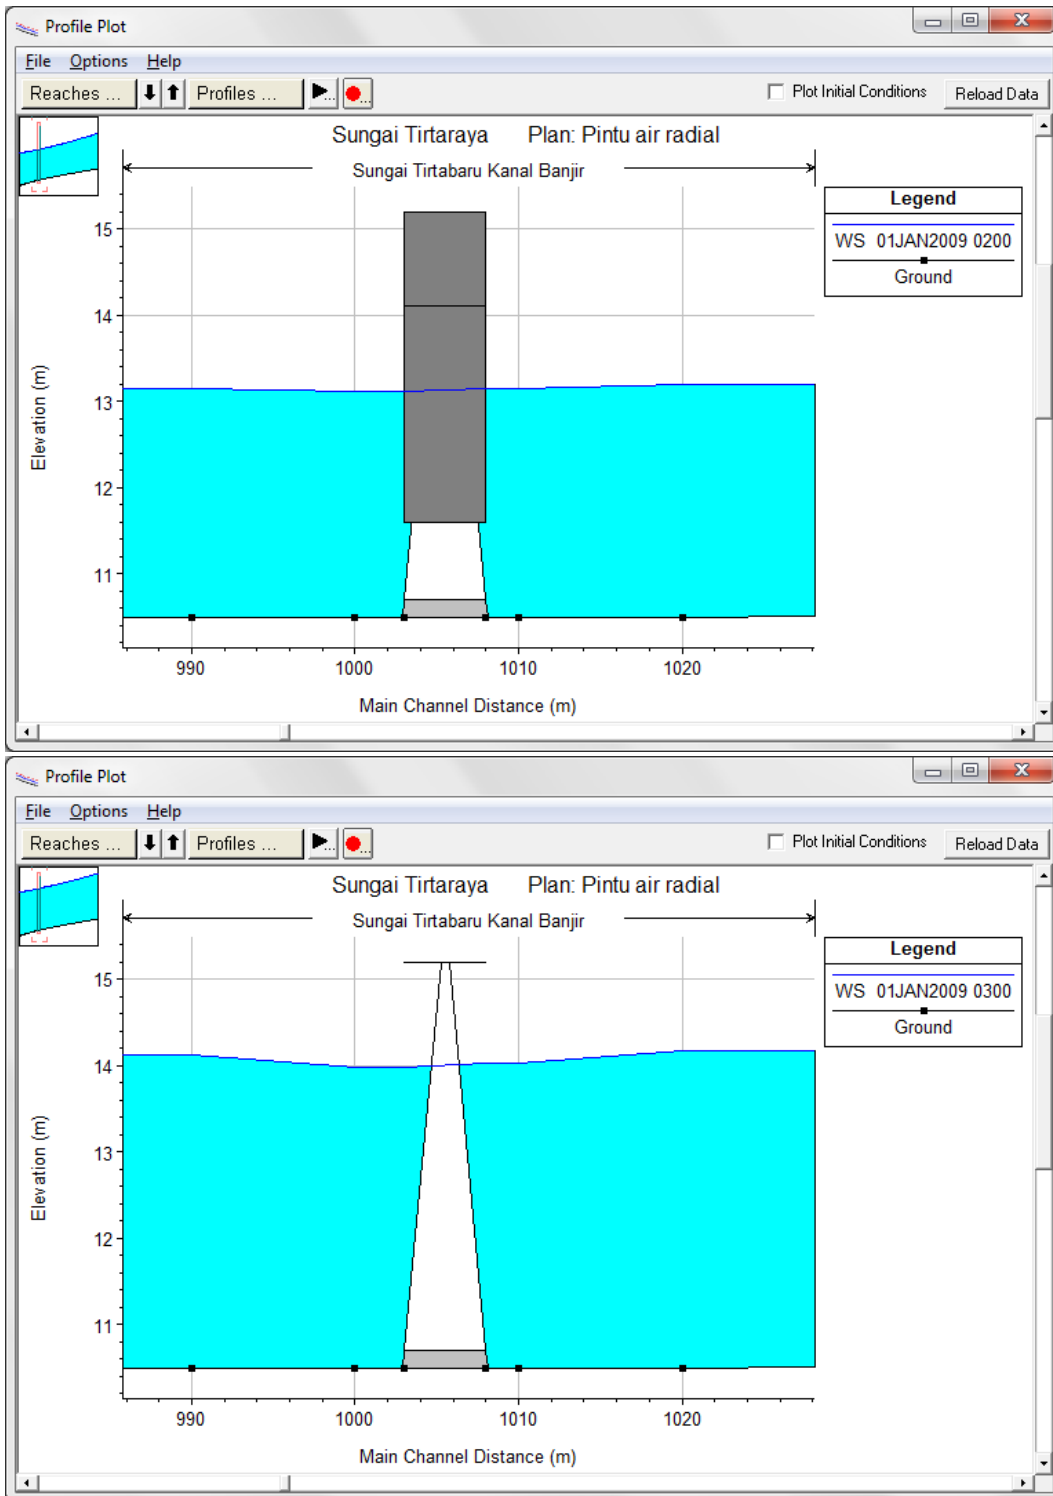 Profile Plot
File Options Help
Reaches ... Profiles ... ... ... Plot Initial Conditions Reload Data
Sungai Tirtaraya Plan: Pintu air radial
Sungai Tirtabaru Kanal Banjir
Legend
WS 01JAN2009 0200
Ground
15
14
13
12
11
Elevation (m)
990 1000 1010 1020
Main Channel Distance (m)
Profile Plot
File Options Help
Reaches ... Profiles ... ... ... Plot Initial Conditions Reload Data
Sungai Tirtaraya Plan: Pintu air radial
Sungai Tirtabaru Kanal Banjir
Legend
WS 01JAN2009 0300
Ground
15
14
13
12
11
Elevation (m)
990 1000 1010 1020
Main Channel Distance (m)